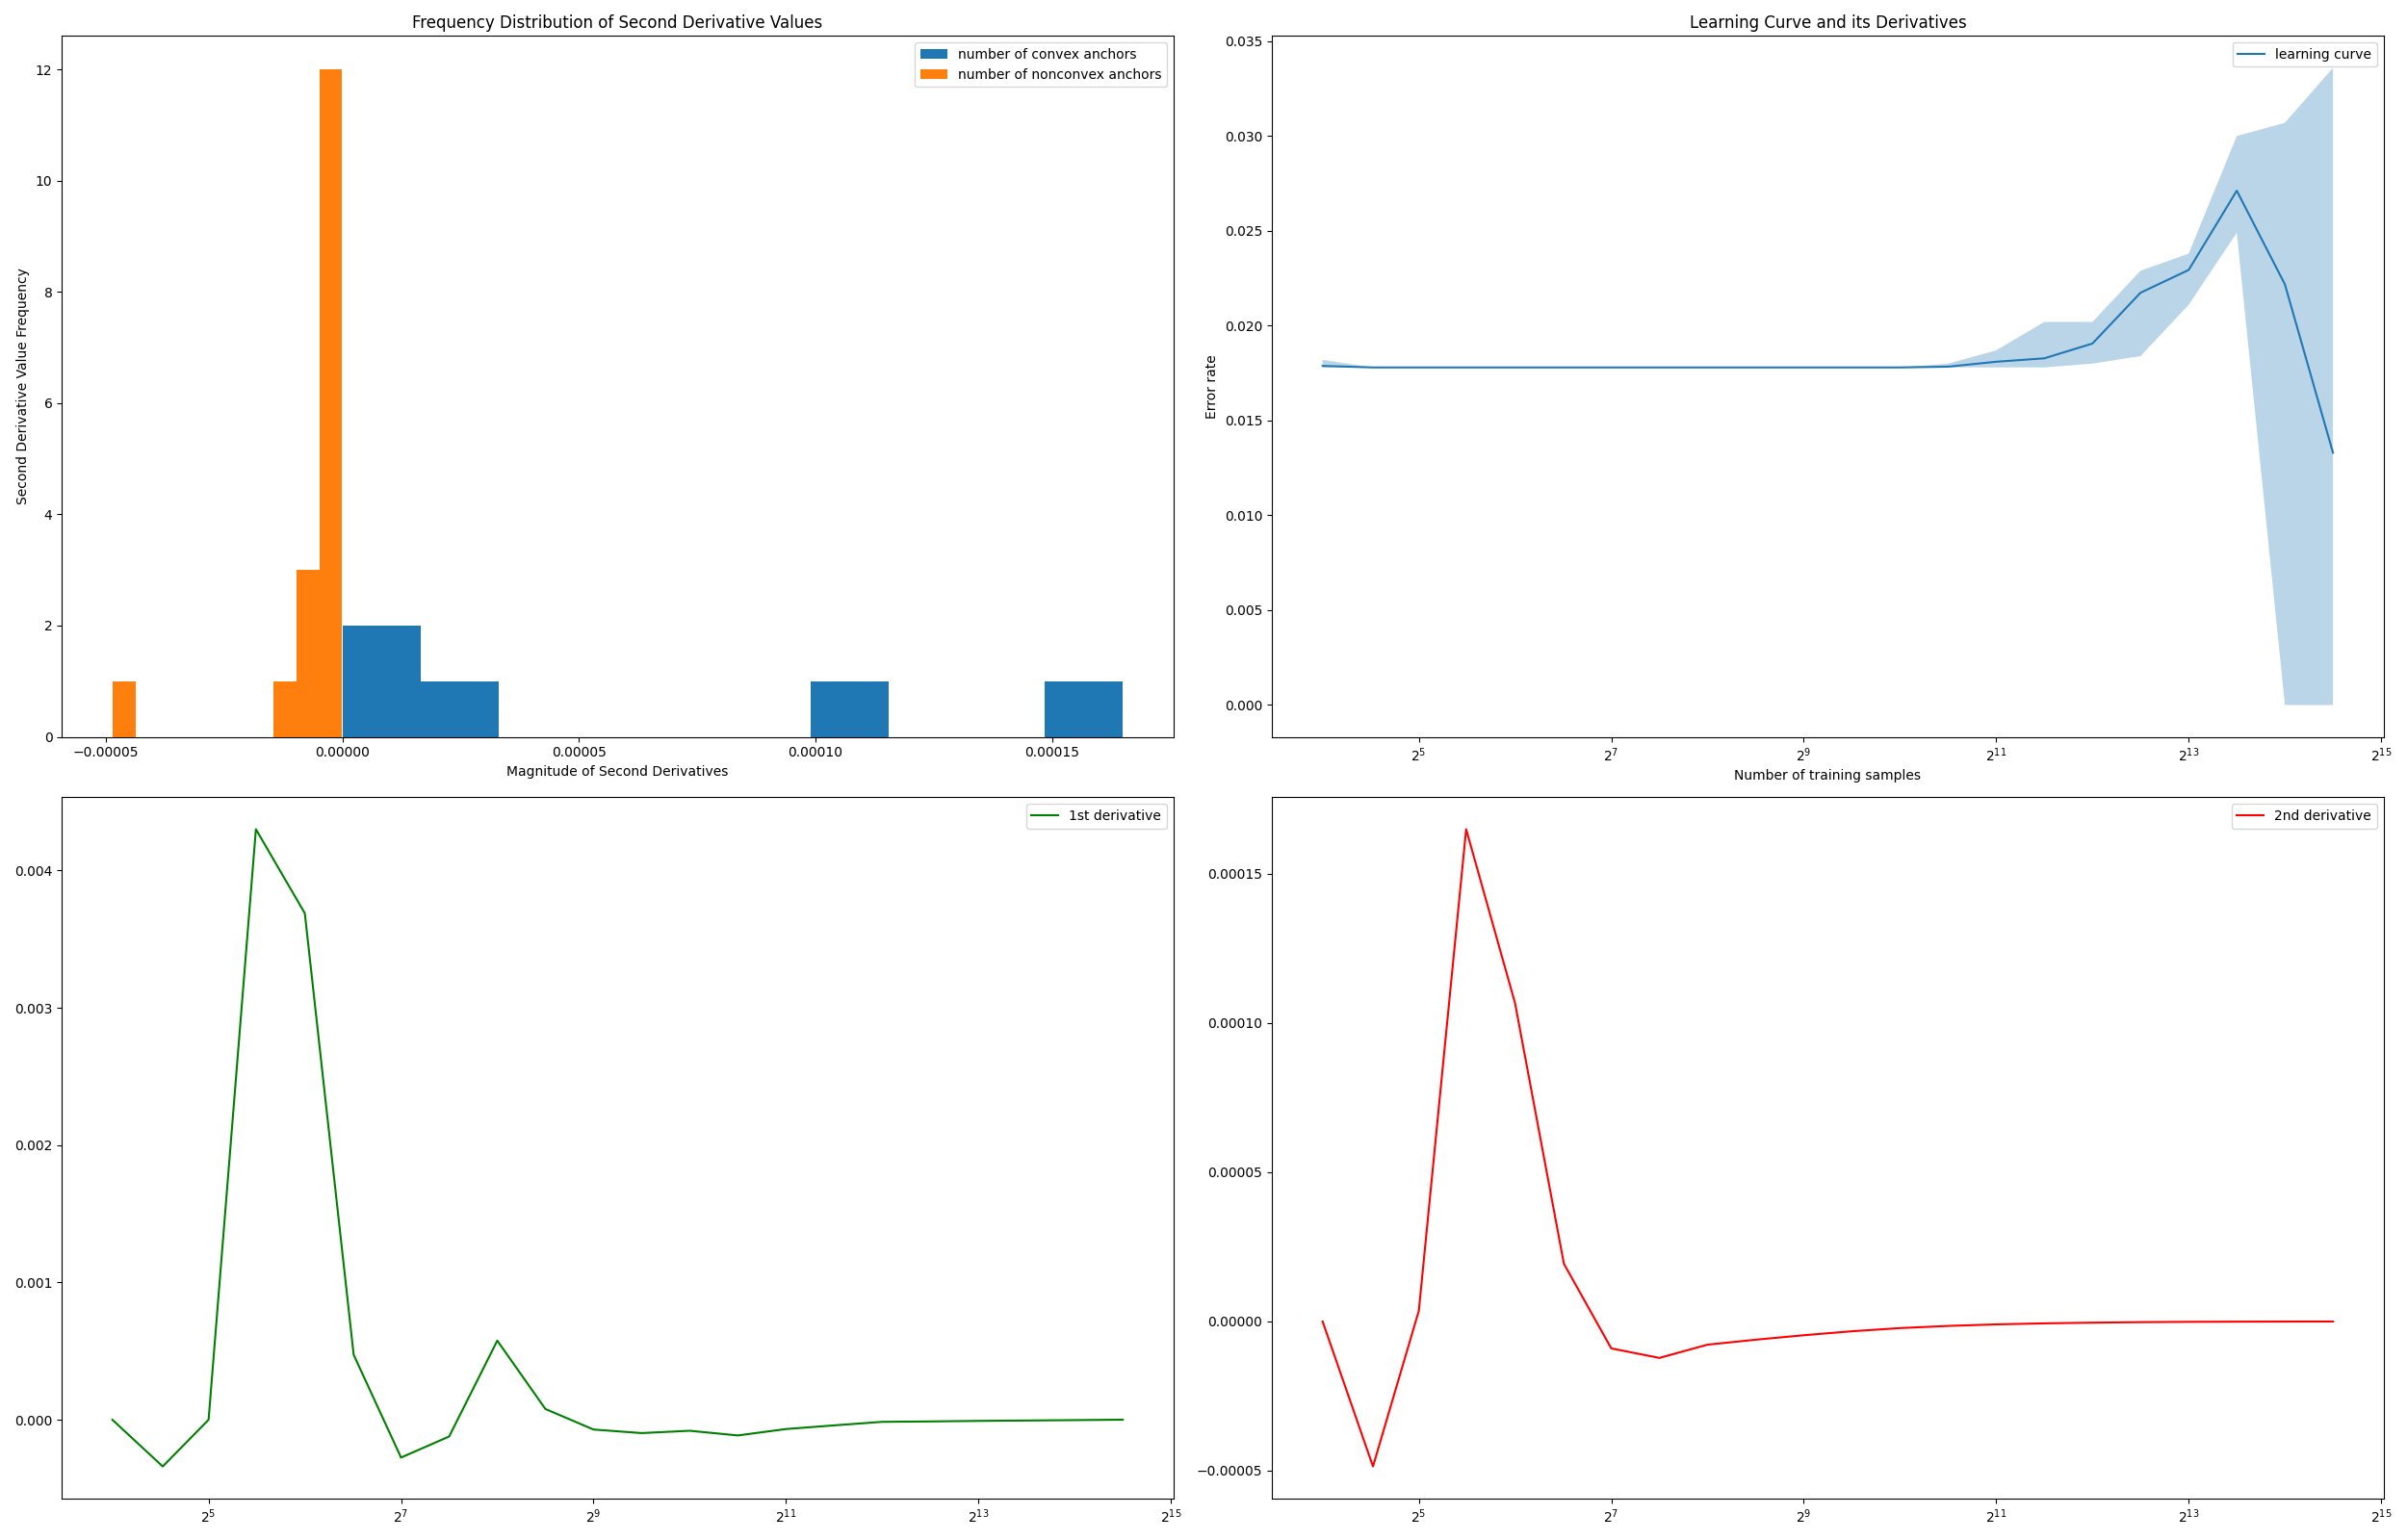 Frequency Distribution of Second Derivative Values
number of convex anchors
number of nonconvex anchors
12
10
8
6
4
2
0
Second Derivative Value Frequency
−0.00005 0.00000 0.00005 0.00010 0.00015
Magnitude of Second Derivatives
Learning Curve and its Derivatives
learning curve
0.035
0.030
0.025
0.020
0.015
0.010
0.005
0.000
Error rate
2^5 2^7 2^9 2^11 2^13 2^15
Number of training samples
1st derivative
0.004
0.003
0.002
0.001
0.000
2^5 2^7 2^9 2^11 2^13 2^15
2nd derivative
0.00015
0.00010
0.00005
0.00000
−0.00005
2^5 2^7 2^9 2^11 2^13 2^15